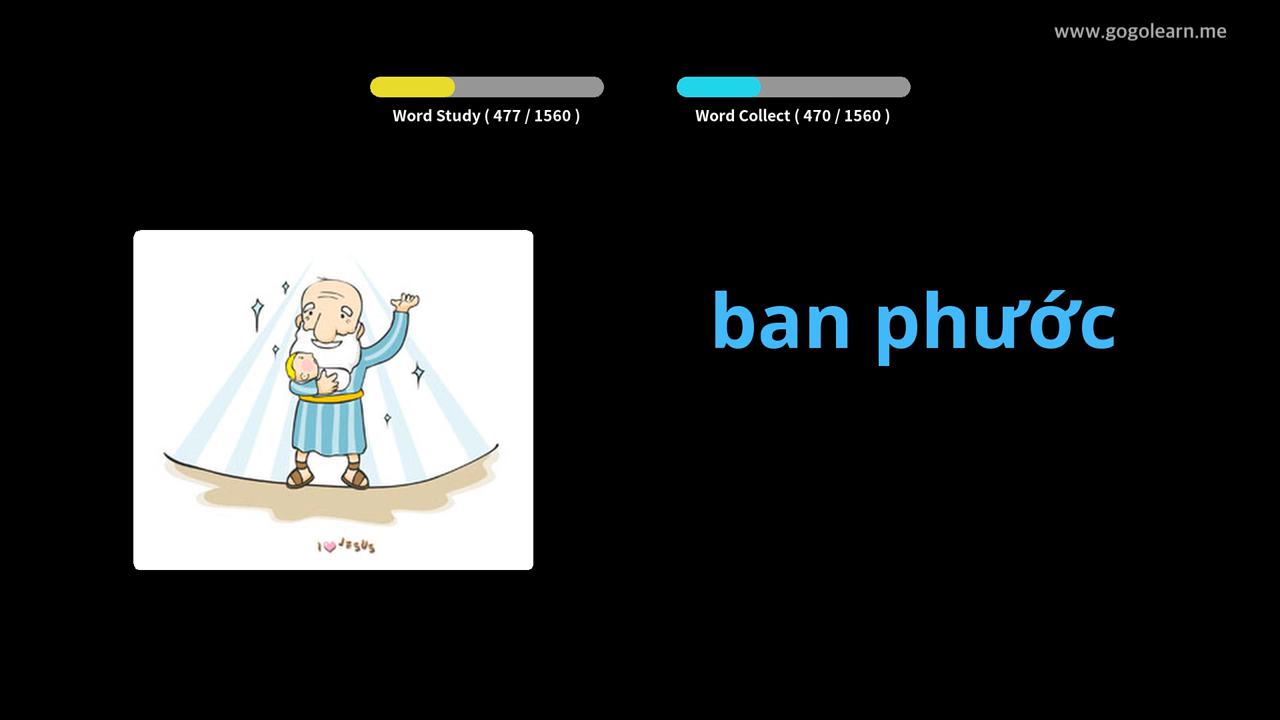 www.gogolearn.me
Word Study ( 477 / 1560 )
Word Collect ( 470 / 1560 )
ban phước
I JESUS